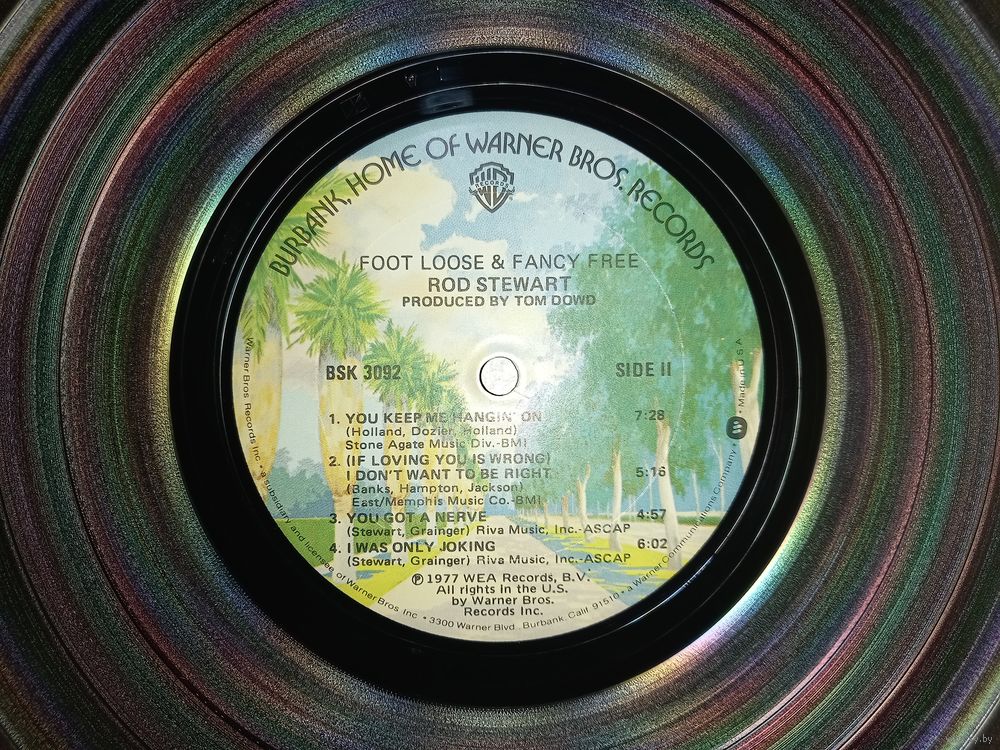 BURBANK, HOME OF WARNER BROS. RECORDS
RECORDS
FOOT LOOSE & FANCY FREE
ROD STEWART
PRODUCED BY TOM DOWD
BSK 3092
SIDE II
1. YOU KEEP ME HANGIN' ON 7:28
(Holland, Dozier, Holland)
Stone Agate Music Div.-BMI
2. (IF LOVING YOU IS WRONG)
I DON'T WANT TO BE RIGHT 5:16
(Banks, Hampton, Jackson)
East/Memphis Music Co.-BMI
3. YOU GOT A NERVE 4:57
(Stewart, Grainger) Riva Music, Inc.-ASCAP
4. I WAS ONLY JOKING 6:02
(Stewart, Grainger) Riva Music, Inc.-ASCAP
℗ 1977 WEA Records, B.V.
All rights in the U.S.
by Warner Bros.
Records Inc.
Warner Bros Records Inc. • a subsidiary and licensee of Warner Bros. Inc. • 3300 Warner Blvd. Burbank, Calif. 91510 • a Warner Communications Company • Made in U S A